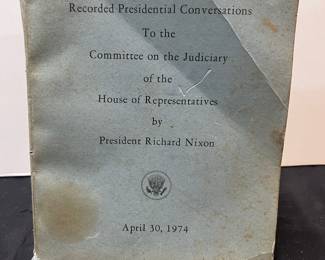 Recorded Presidential Conversations
To the
Committee on the Judiciary
of the
House of Representatives
by
President Richard Nixon
April 30, 1974